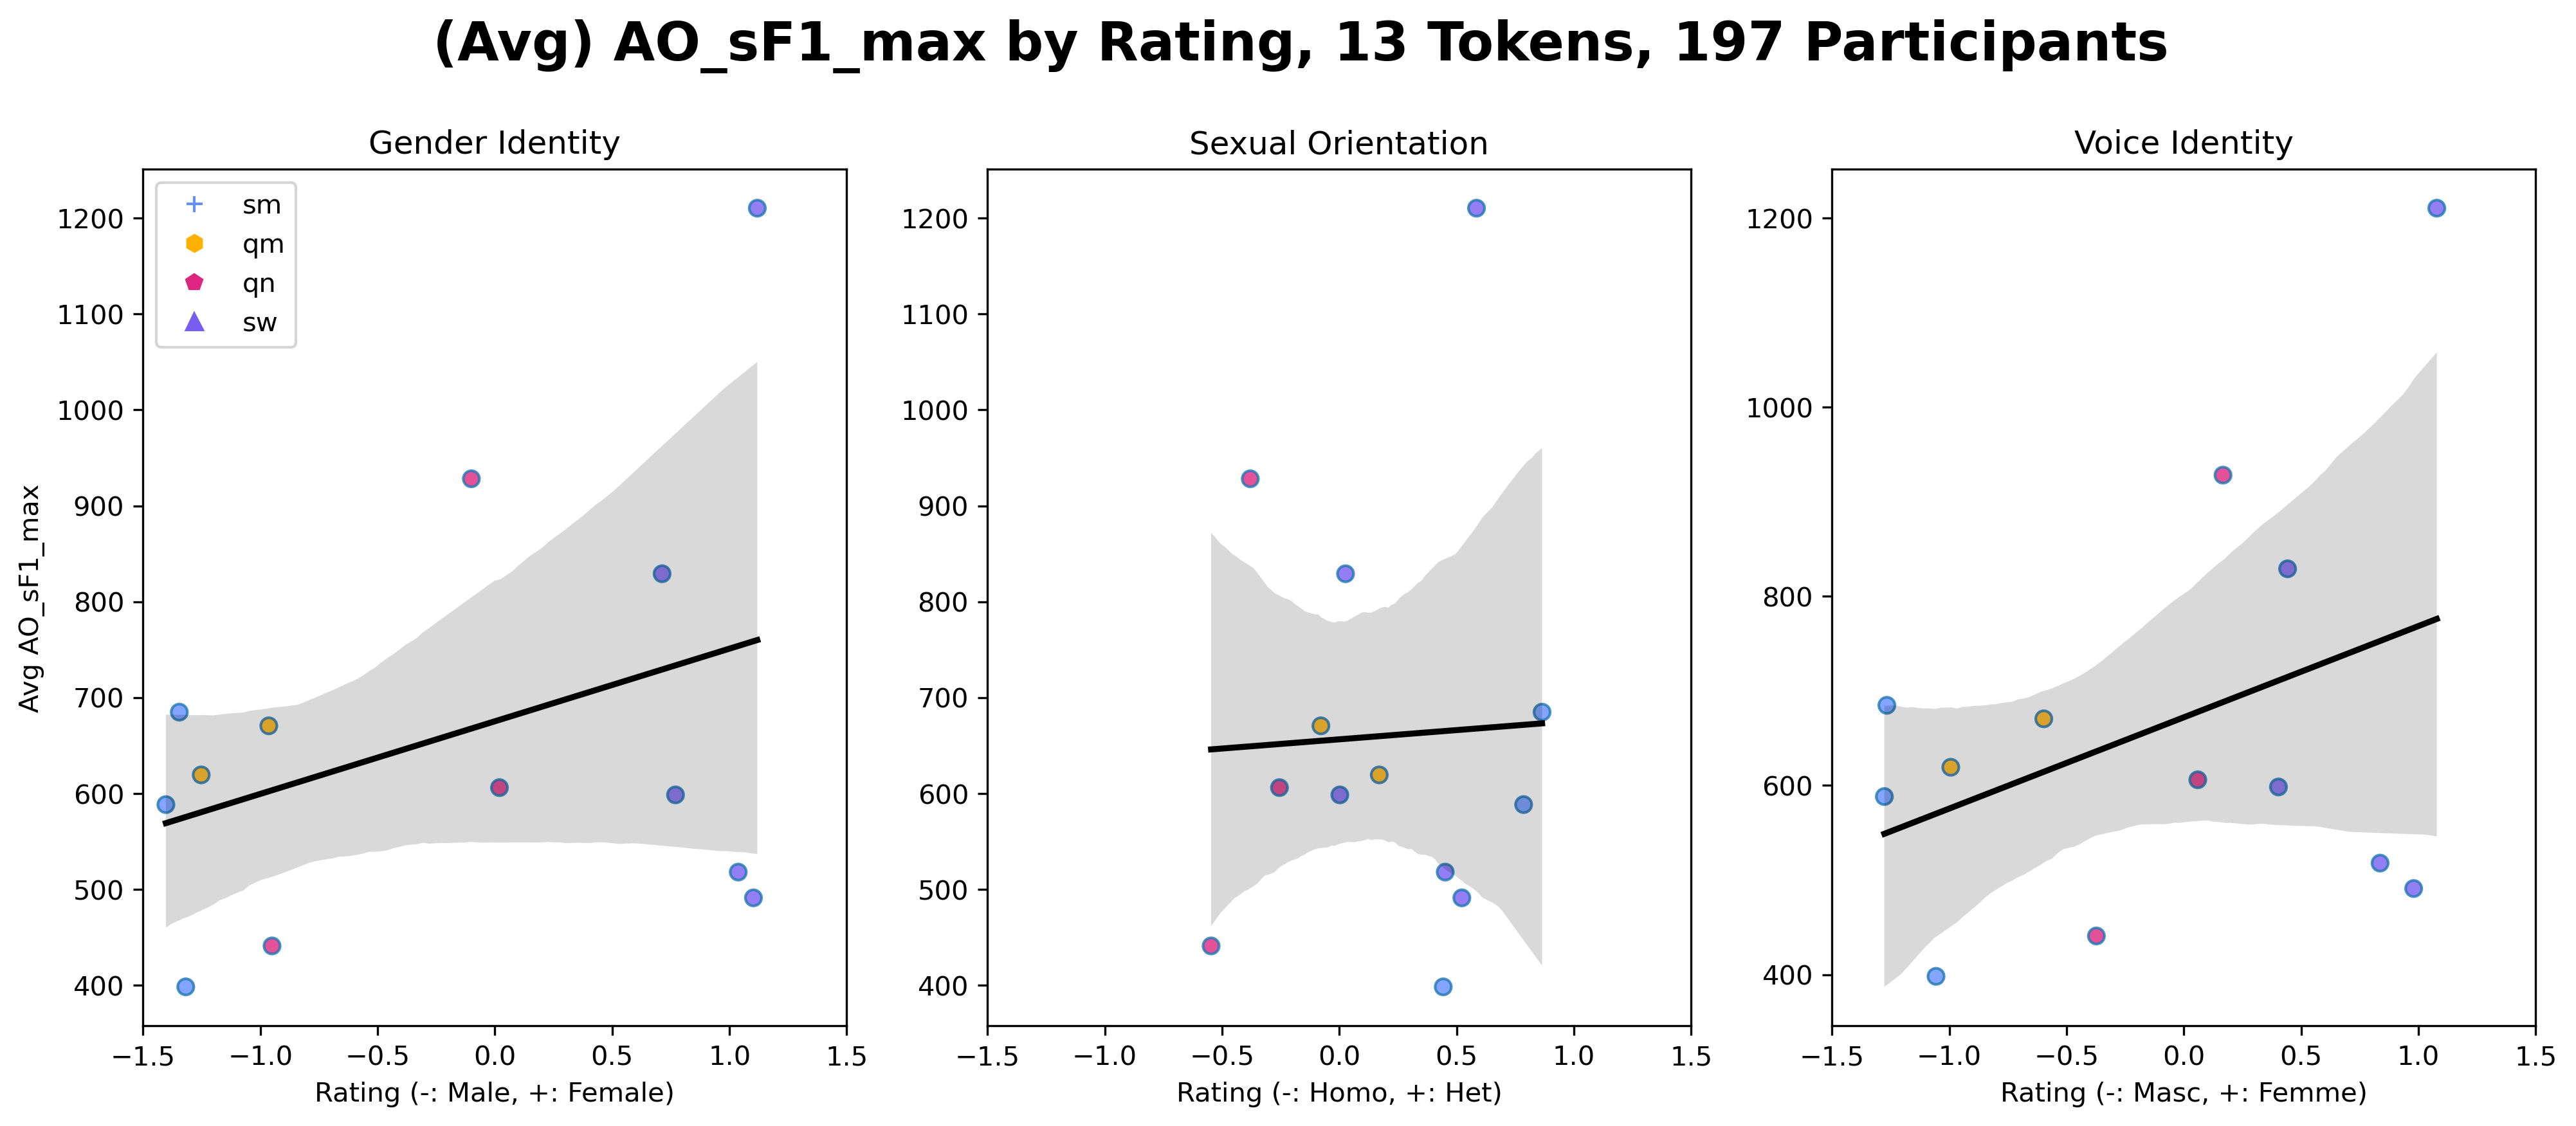 (Avg) AO_sF1_max by Rating, 13 Tokens, 197 Participants
Gender Identity
sm
qm
qn
sw
1200
1100
1000
900
800
700
600
500
400
Avg AO_sF1_max
−1.5 −1.0 −0.5 0.0 0.5 1.0 1.5
Rating (-: Male, +: Female)
Sexual Orientation
1200
1100
1000
900
800
700
600
500
400
−1.5 −1.0 −0.5 0.0 0.5 1.0 1.5
Rating (-: Homo, +: Het)
Voice Identity
1200
1000
800
600
400
−1.5 −1.0 −0.5 0.0 0.5 1.0 1.5
Rating (-: Masc, +: Femme)